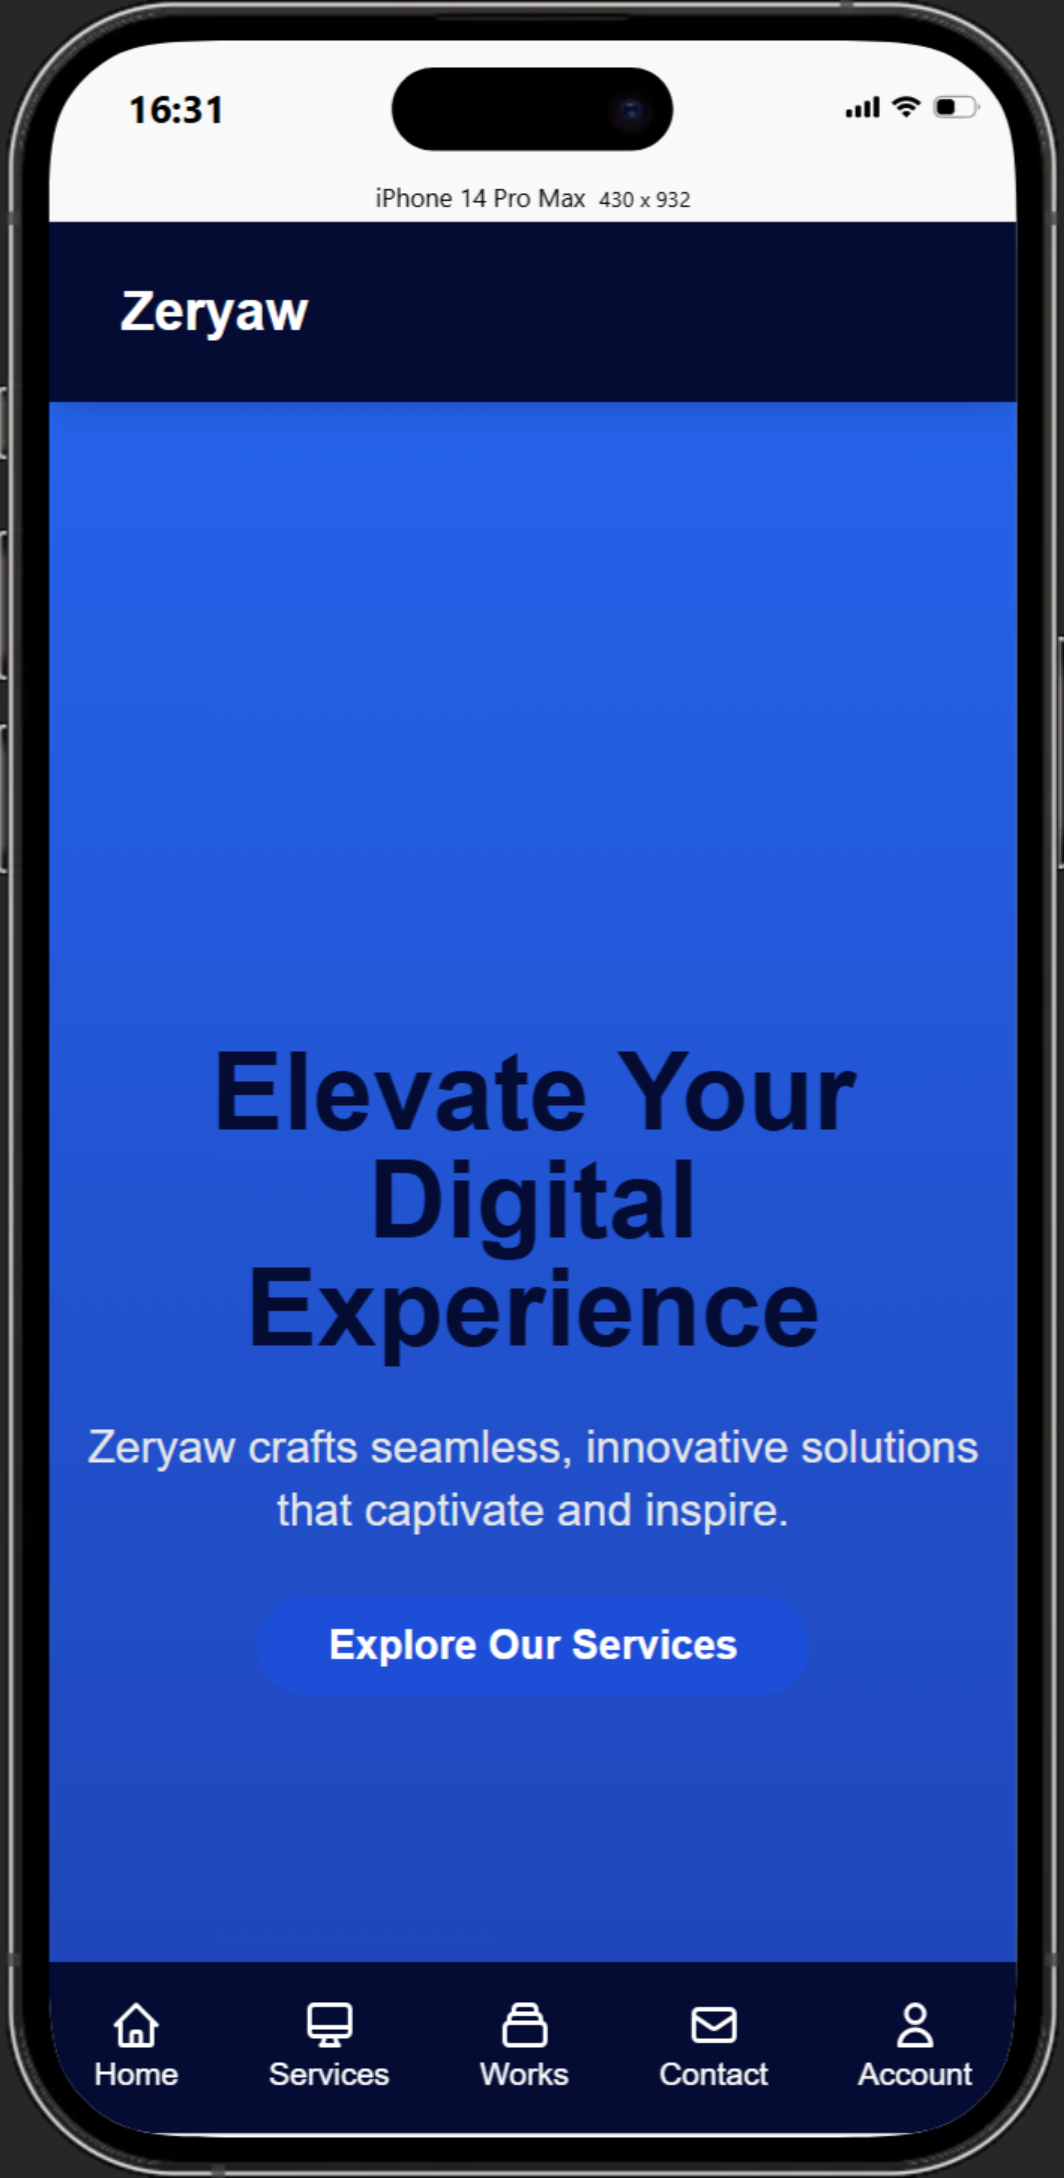 16:31
iPhone 14 Pro Max 430 x 932
Zeryaw
Elevate Your
Digital
Experience
Zeryaw crafts seamless, innovative solutions
that captivate and inspire.
Explore Our Services
Home Services Works Contact Account